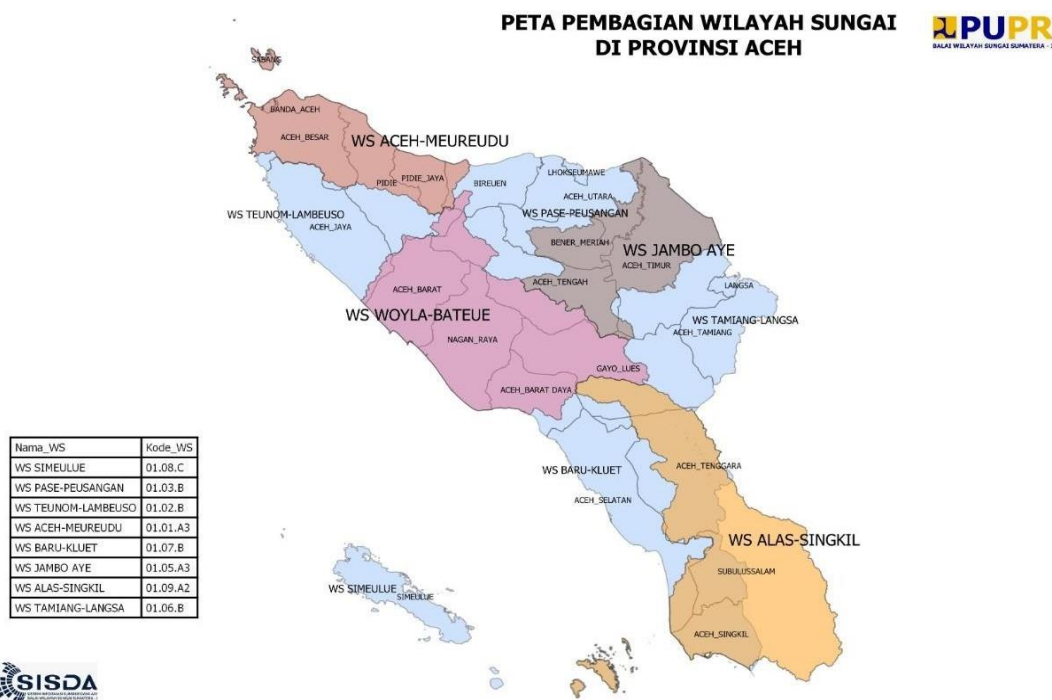 PETA PEMBAGIAN WILAYAH SUNGAI
DI PROVINSI ACEH
PUPR
BALAI WILAYAH SUNGAI SUMATERA - I
SABANG
BANDA_ACEH
ACEH_BESAR
WS ACEH-MEUREUDU
PIDIE
PIDIE_JAYA
BIREUEN
LHOKSEUMAWE
ACEH_UTARA
WS TEUNOM-LAMBEUSO
ACEH_JAYA
WS PASE-PEUSANGAN
BENER_MERIAH
WS JAMBO AYE
ACEH_TIMUR
ACEH_TENGAH
LANGSA
ACEH_BARAT
WS WOYLA-BATEUE
WS TAMIANG-LANGSA
ACEH_TAMIANG
NAGAN_RAYA
GAYO_LUES
ACEH_BARAT DAYA
WS BARU-KLUET
ACEH_TENGGARA
ACEH_SELATAN
WS ALAS-SINGKIL
SUBULUSSALAM
WS SIMEULUE
SIMEULUE
ACEH_SINGKIL
Nama_WS Kode_WS
WS SIMEULUE 01.08.C
WS PASE-PEUSANGAN 01.03.B
WS TEUNOM-LAMBEUSO 01.02.B
WS ACEH-MEUREUDU 01.01.A3
WS BARU-KLUET 01.07.B
WS JAMBO AYE 01.05.A3
WS ALAS-SINGKIL 01.09.A2
WS TAMIANG-LANGSA 01.06.B
SISDA